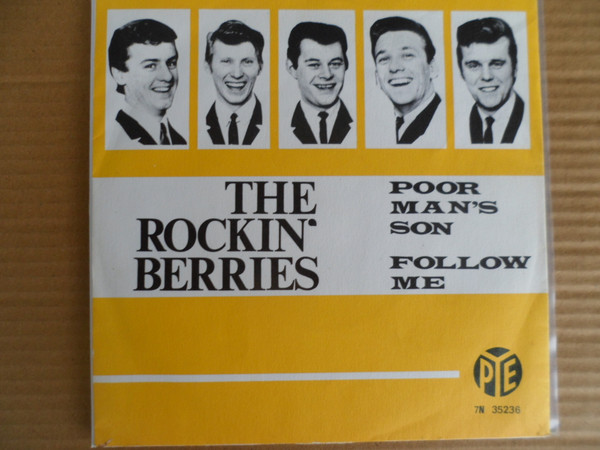 THE
ROCKIN‘
BERRIES
POOR
MAN'S
SON
FOLLOW
ME
PYE
7N 35236